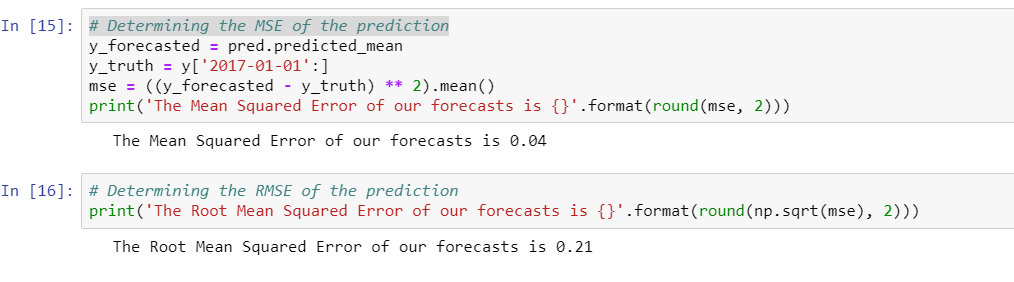 In [15]: # Determining the MSE of the prediction
y_forecasted = pred.predicted_mean
y_truth = y['2017-01-01':]
mse = ((y_forecasted - y_truth) ** 2).mean()
print('The Mean Squared Error of our forecasts is {}'.format(round(mse, 2)))
The Mean Squared Error of our forecasts is 0.04
In [16]: # Determining the RMSE of the prediction
print('The Root Mean Squared Error of our forecasts is {}'.format(round(np.sqrt(mse), 2)))
The Root Mean Squared Error of our forecasts is 0.21